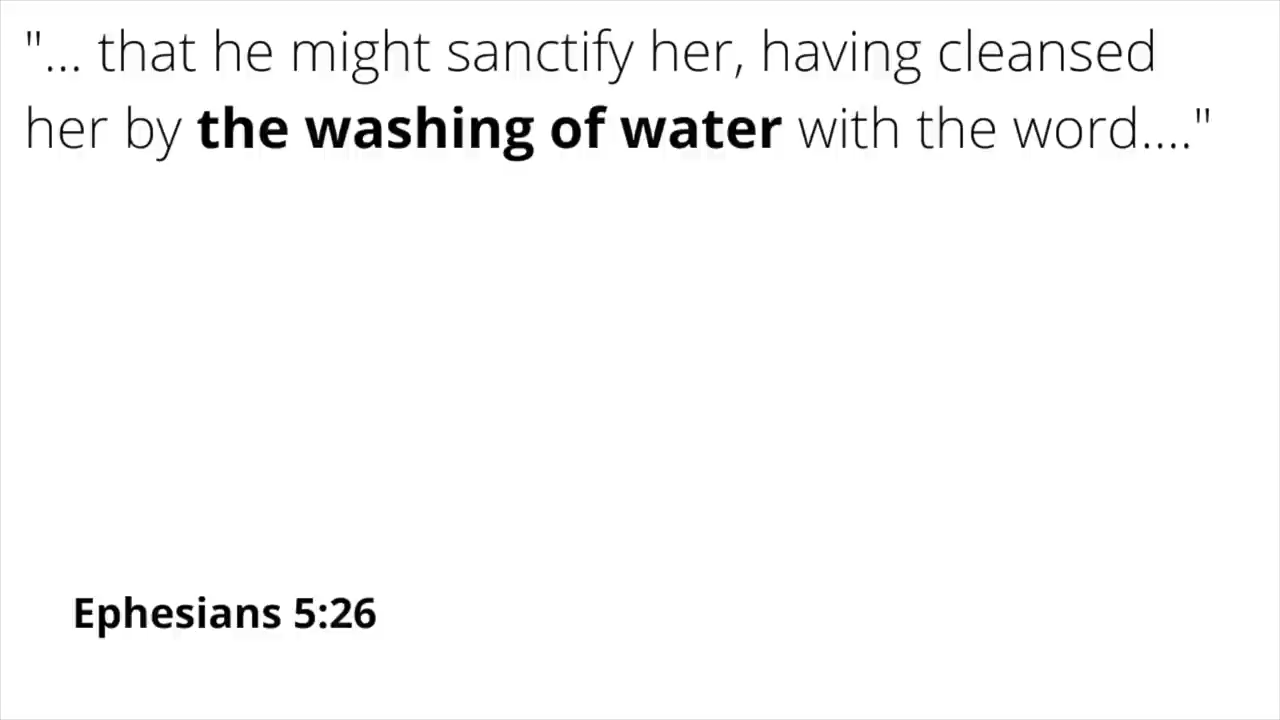 "... that he might sanctify her, having cleansed
her by the washing of water with the word...."
Ephesians 5:26